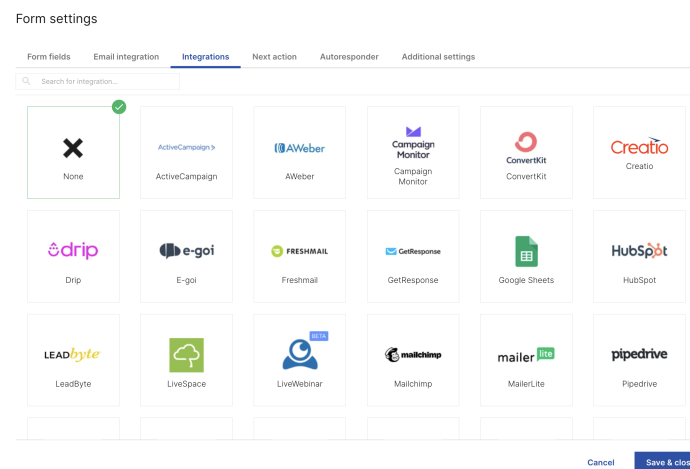 Form settings
Form fields Email integration Integrations Next action Autoresponder Additional settings
Search for integration...
None
ActiveCampaign
ActiveCampaign
AWeber
AWeber
Campaign
Monitor
Campaign
Monitor
ConvertKit
ConvertKit
Creatio
Creatio
drip
Drip
e-goi
E-goi
FRESHMAIL
Freshmail
GetResponse
GetResponse
Google Sheets
HubSpot
HubSpot
LEADbyte
LeadByte
LiveSpace
BETA
LiveWebinar
mailchimp
Mailchimp
mailer lite
MailerLite
pipedrive
Pipedrive
Cancel
Save & clos